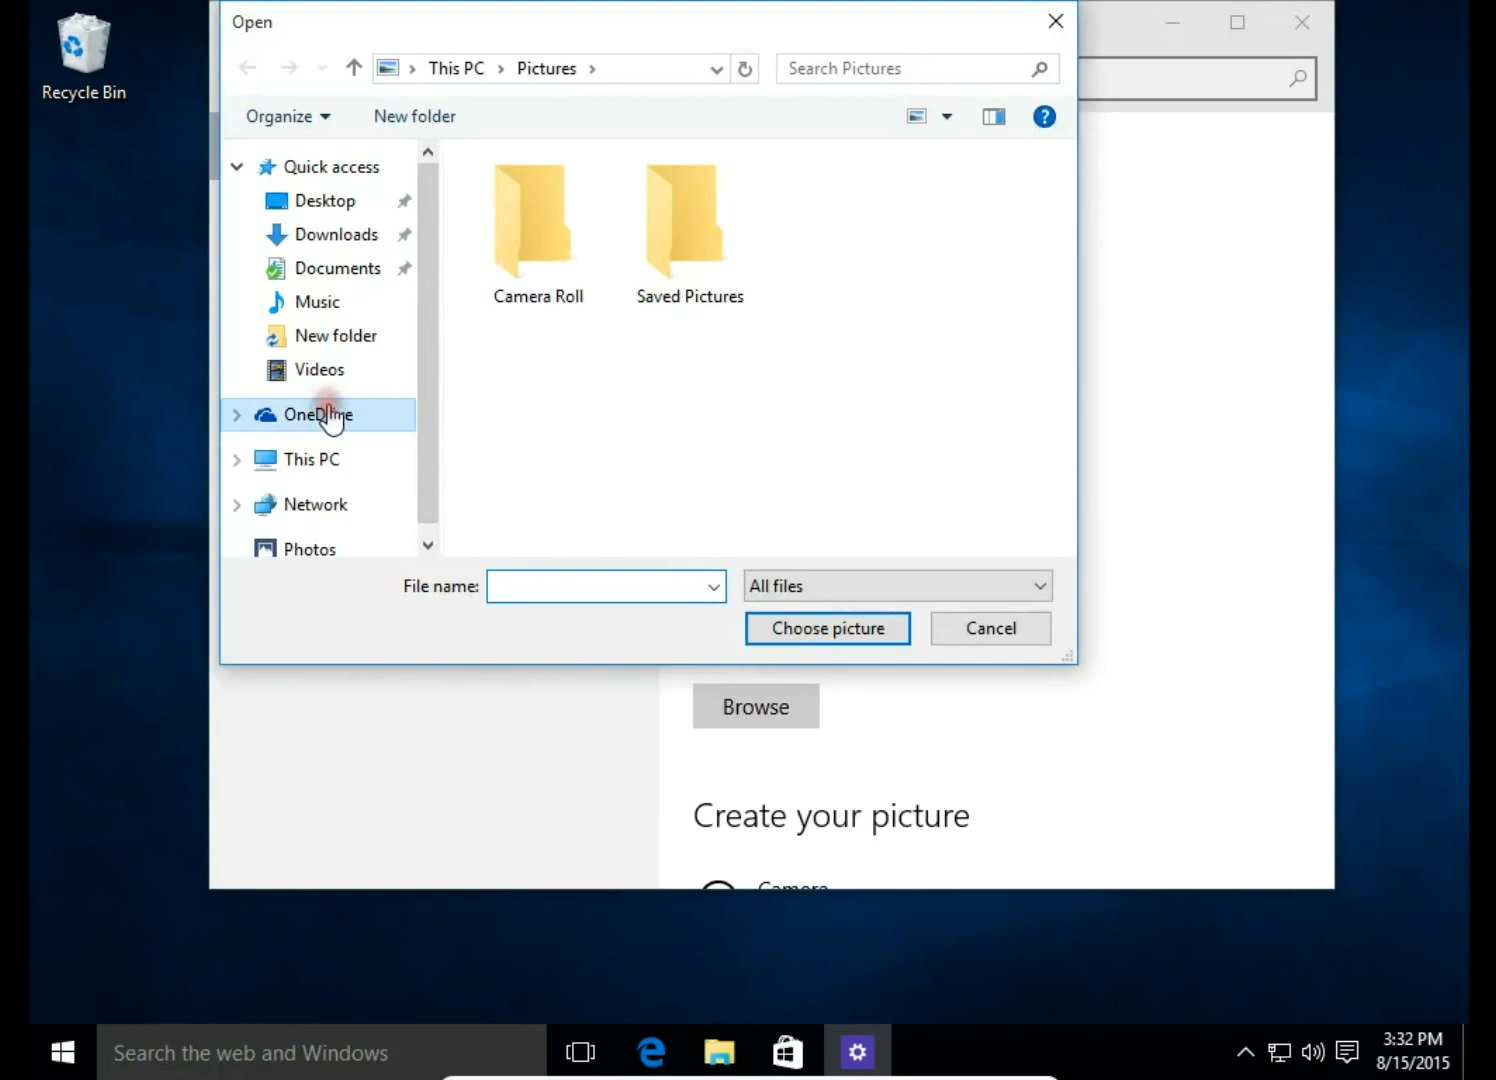 Recycle Bin
Open
This PC
Pictures
Search Pictures
Organize
New folder
?
Quick access
Desktop
Downloads
Documents
Music
New folder
Videos
This PC
Network
Photos
Camera Roll
Saved Pictures
File name:
All files
Choose picture
Cancel
Browse
Create your picture
Camera
Search the web and Windows
3:32 PM
8/15/2015